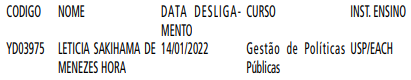 CODIGO NOME DATA DESLIGA- CURSO INST. ENSINO
MENTO
YD03975 LETICIA SAKIHAMA DE 14/01/2022 Gestão de Políticas USP/EACH
MENEZES HORA Públicas